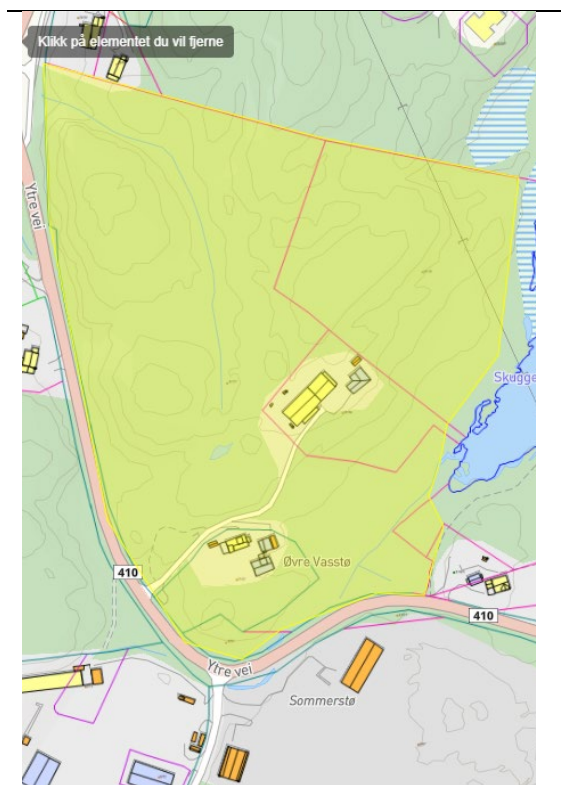 Klikk på elementet du vil fjerne
Ytre vei
Skugge
410
Øvre Vasstø
410
Ytre vei
Sommerstø